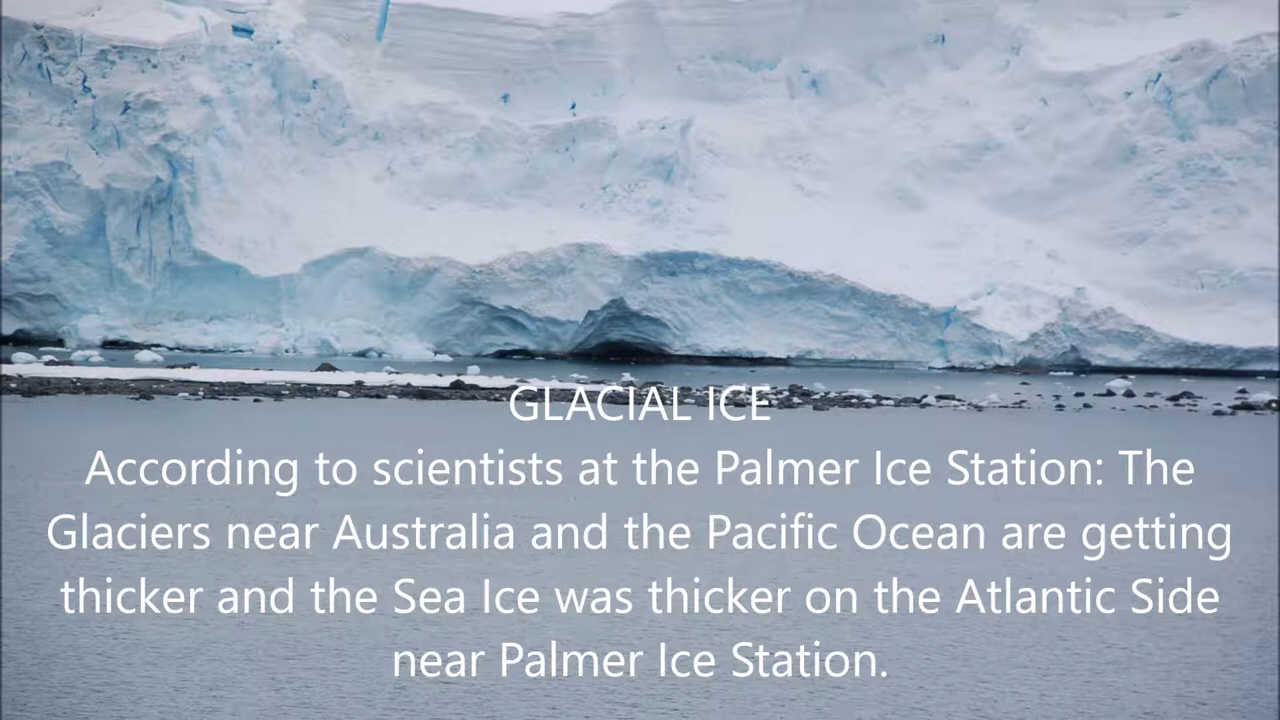 GLACIAL ICE
According to scientists at the Palmer Ice Station: The
Glaciers near Australia and the Pacific Ocean are getting
thicker and the Sea Ice was thicker on the Atlantic Side
near Palmer Ice Station.